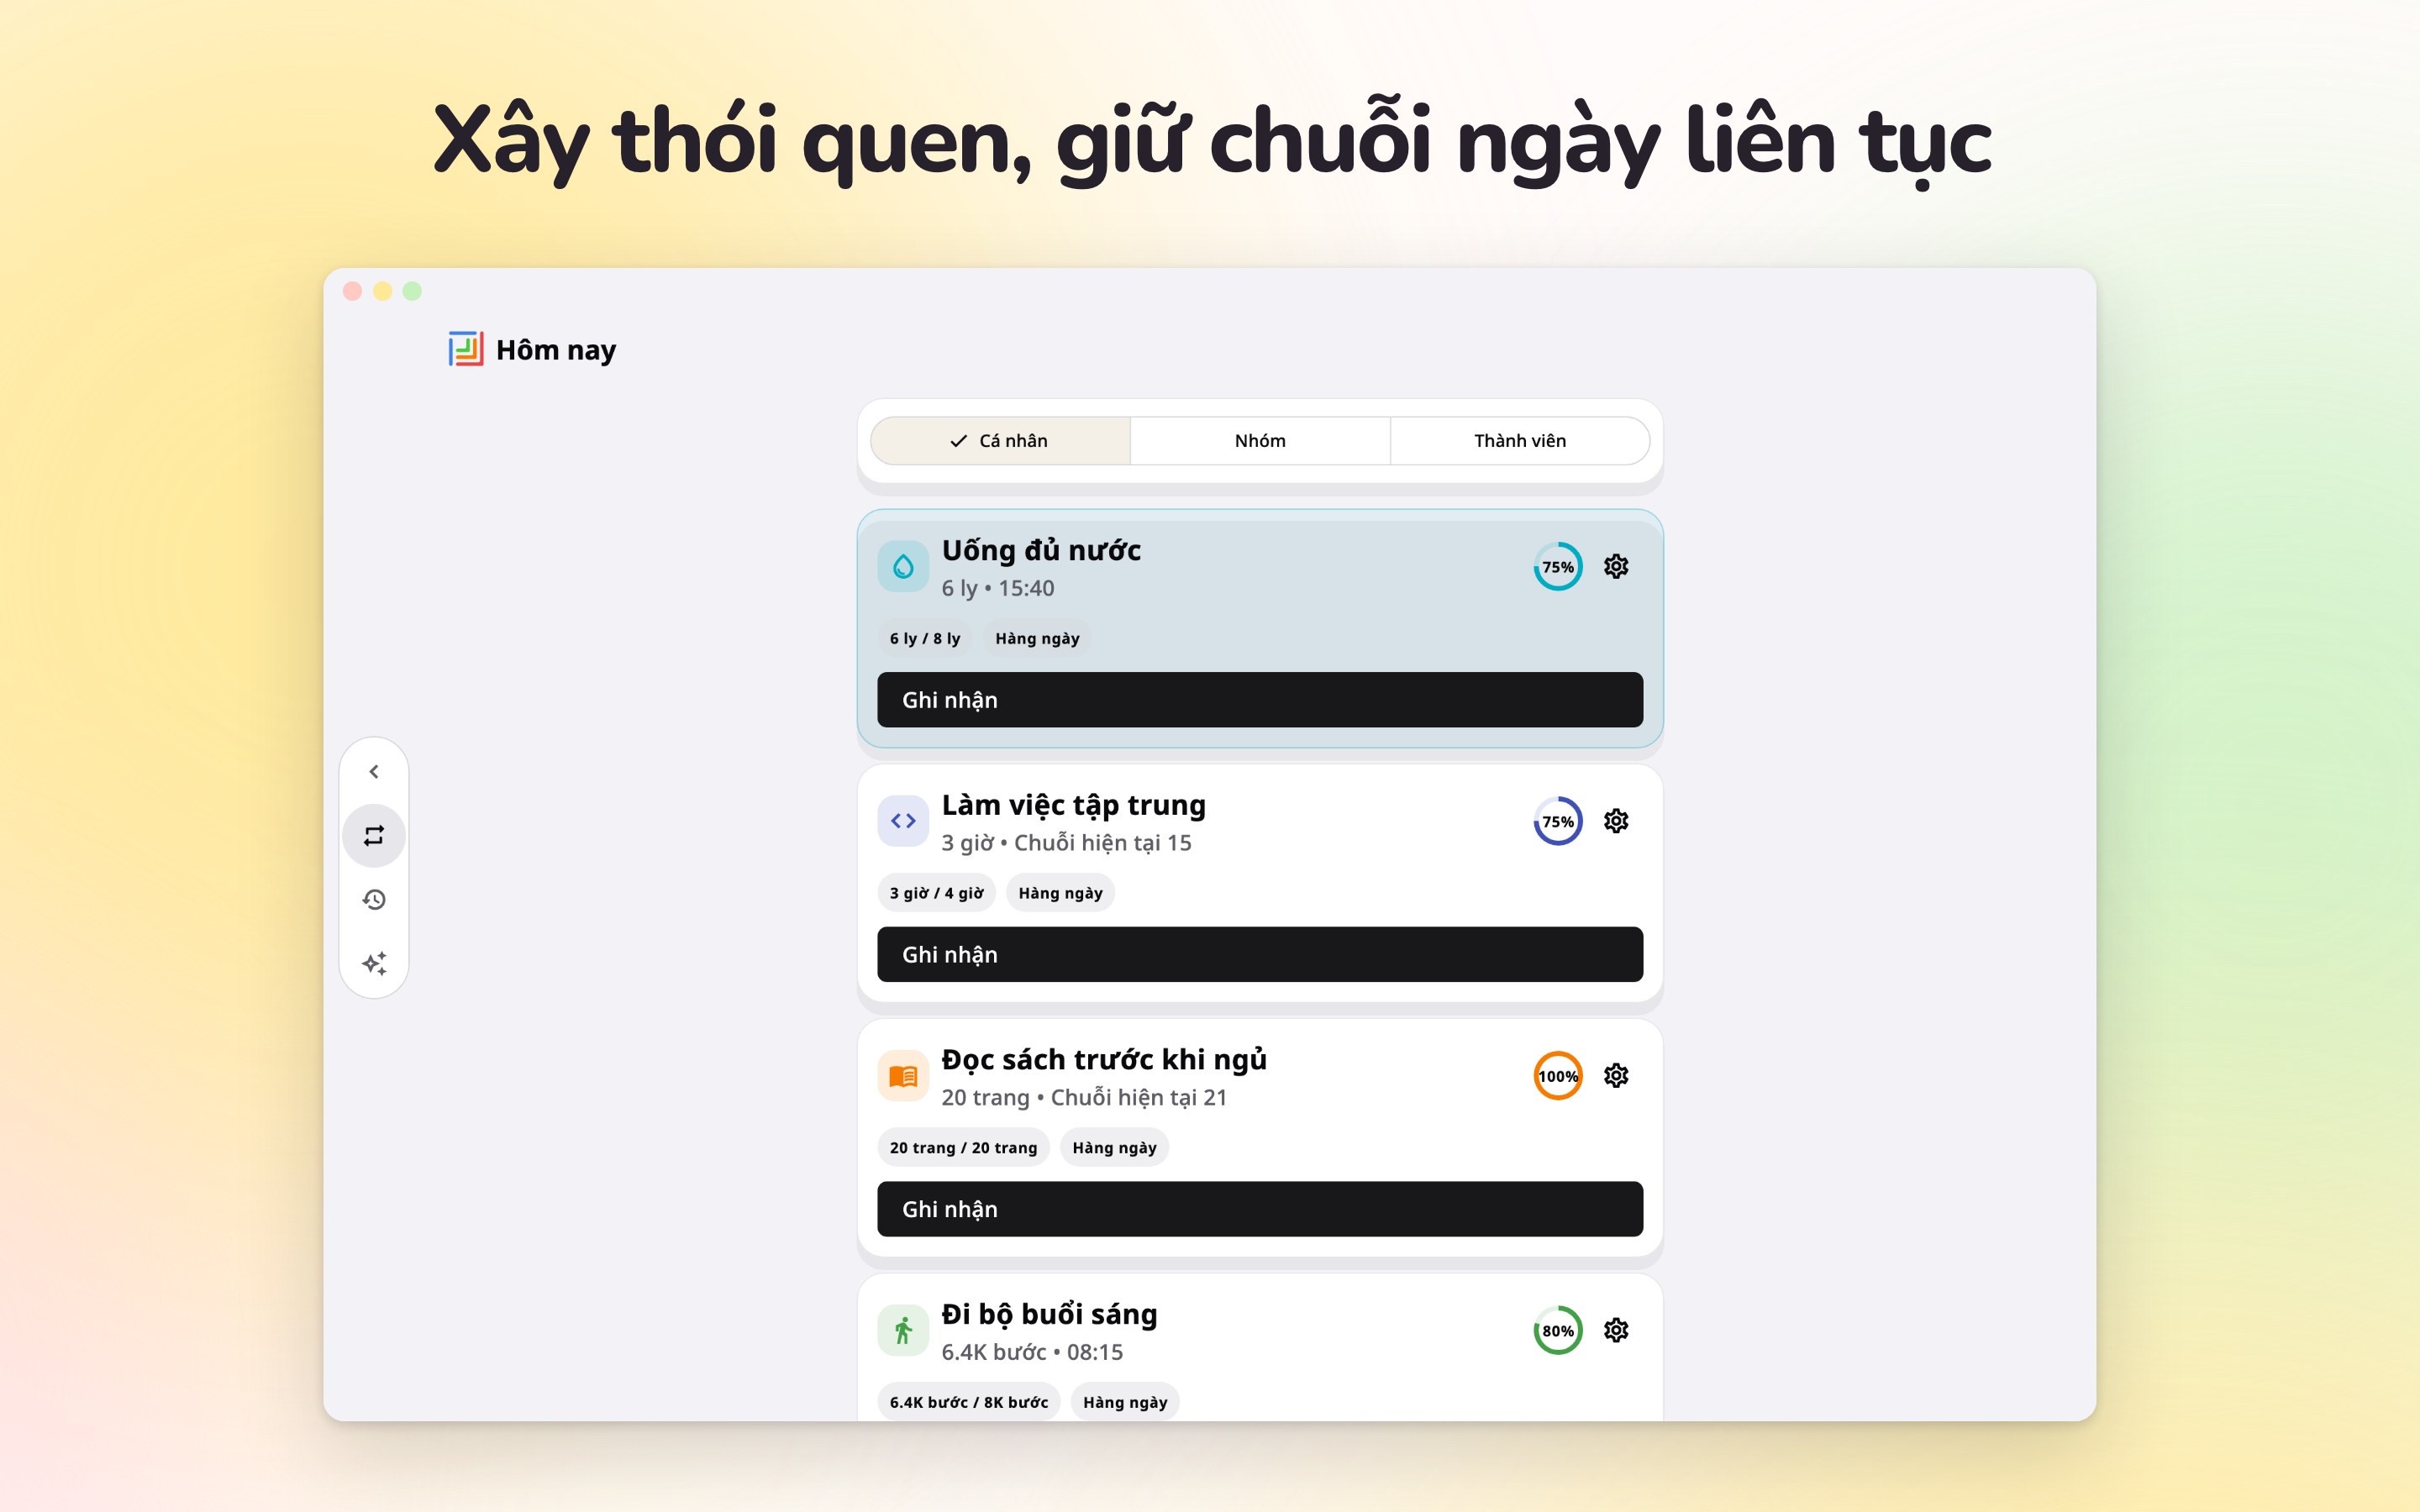 Xây thói quen, giữ chuỗi ngày liên tục
Hôm nay
Cá nhân
Nhóm
Thành viên
Uống đủ nước
75%
6 ly • 15:40
6 ly / 8 ly
Hàng ngày
Ghi nhận
Làm việc tập trung
75%
3 giờ • Chuỗi hiện tại 15
3 giờ / 4 giờ
Hàng ngày
Ghi nhận
Đọc sách trước khi ngủ
100%
20 trang • Chuỗi hiện tại 21
20 trang / 20 trang
Hàng ngày
Ghi nhận
Đi bộ buổi sáng
80%
6.4K bước • 08:15
6.4K bước / 8K bước
Hàng ngày